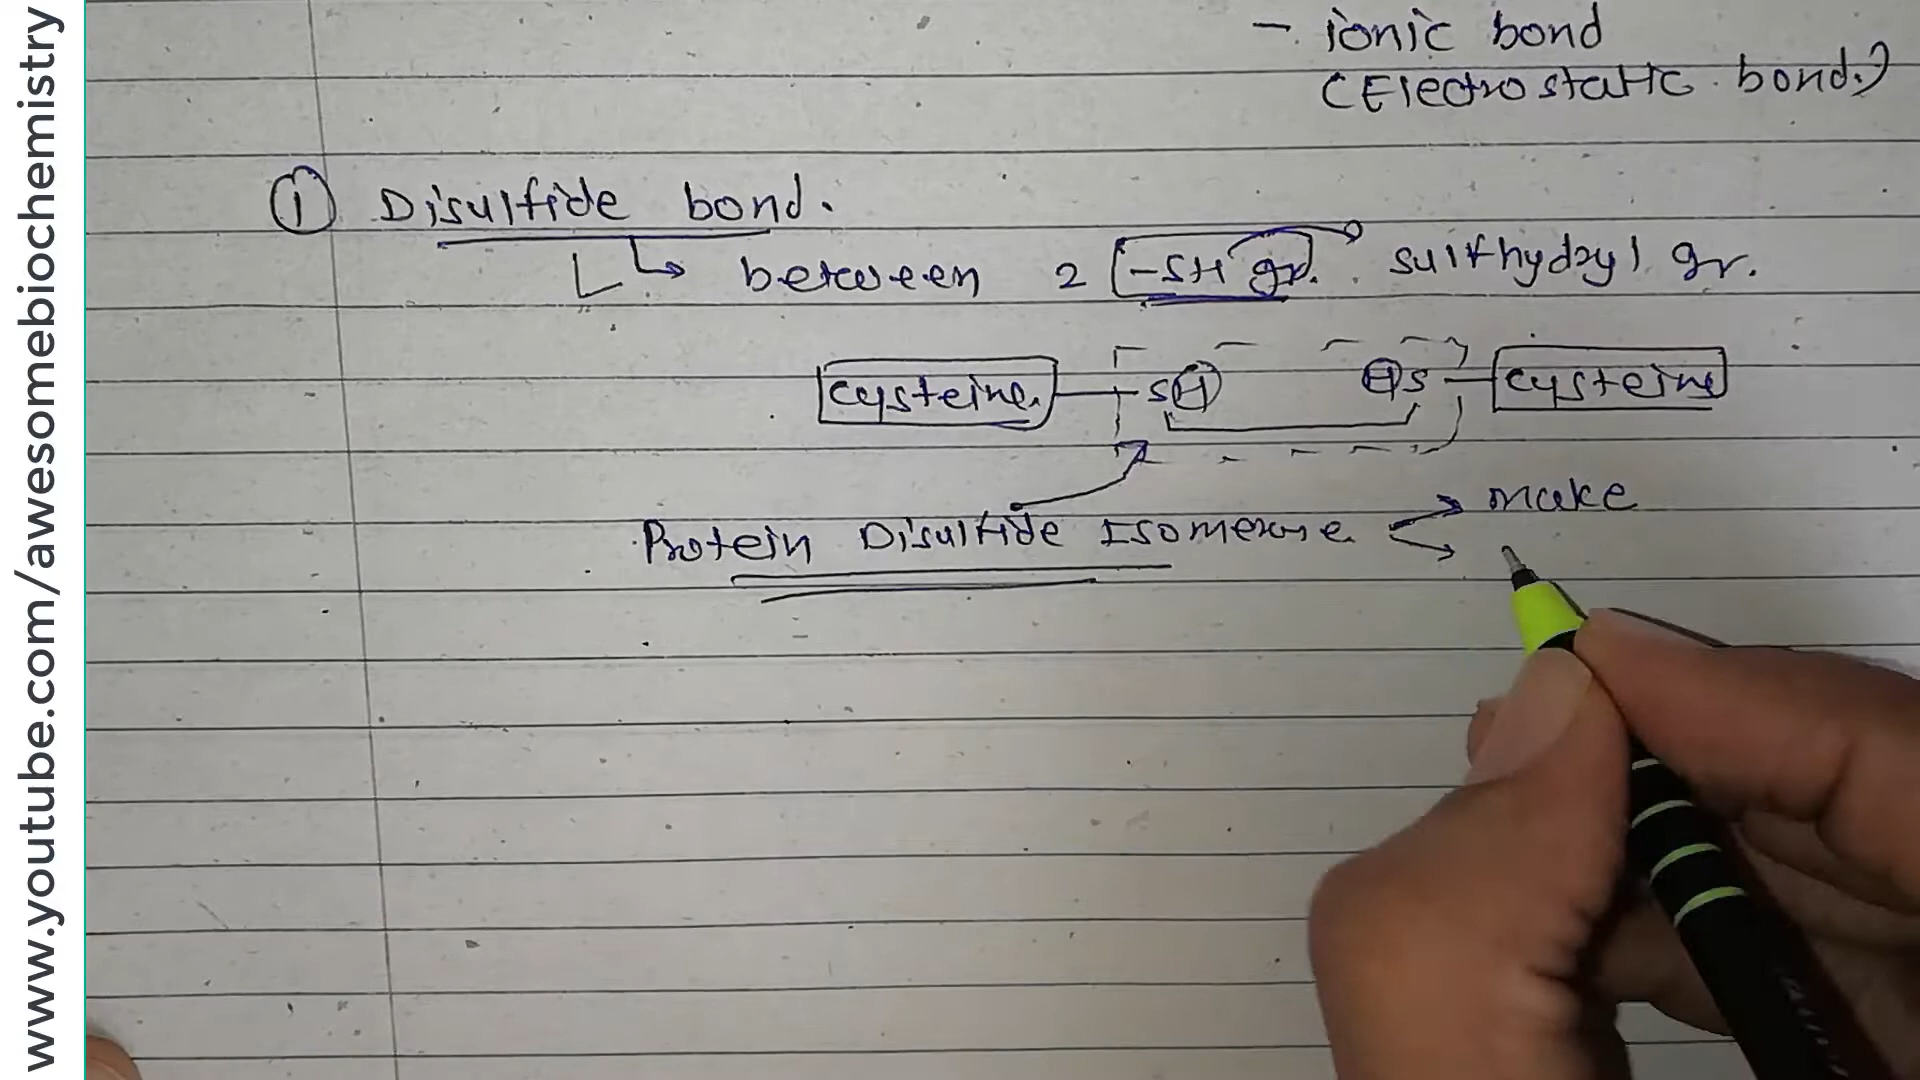 www.youtube.com/awesomebiochemistry
- ionic bond
(Electrostatic bond.)
① Disulfide bond.
between 2 -SH gr. sulfhydryl gr.
cysteine. SH HS cysteine
Protein Disulfide Isomerase. make